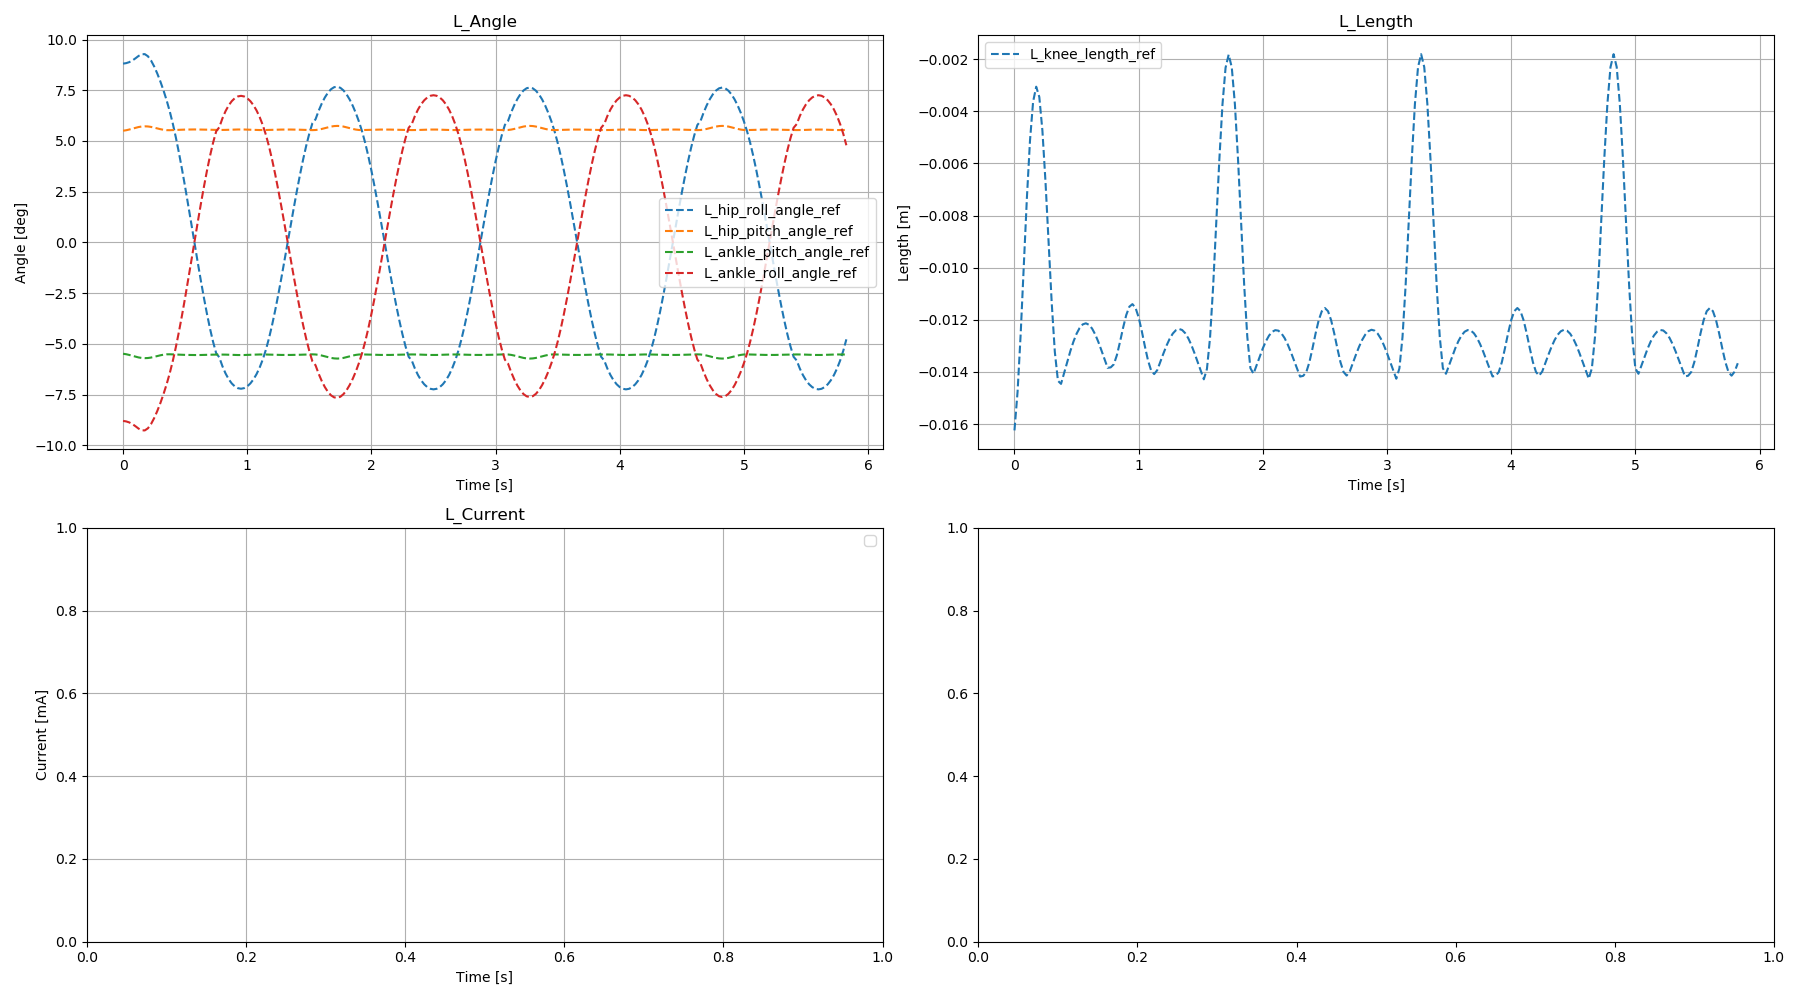 L_Angle
10.0
7.5
5.0
2.5
0.0
−2.5
−5.0
−7.5
−10.0
Angle [deg]
L_hip_roll_angle_ref
L_hip_pitch_angle_ref
L_ankle_pitch_angle_ref
L_ankle_roll_angle_ref
0 1 2 3 4 5 6
Time [s]
L_Length
L_knee_length_ref
−0.002
−0.004
−0.006
−0.008
−0.010
−0.012
−0.014
−0.016
Length [m]
0 1 2 3 4 5 6
Time [s]
L_Current
1.0
0.8
0.6
0.4
0.2
0.0
Current [mA]
0.0 0.2 0.4 0.6 0.8 1.0
Time [s]
1.0
0.8
0.6
0.4
0.2
0.0
0.0 0.2 0.4 0.6 0.8 1.0